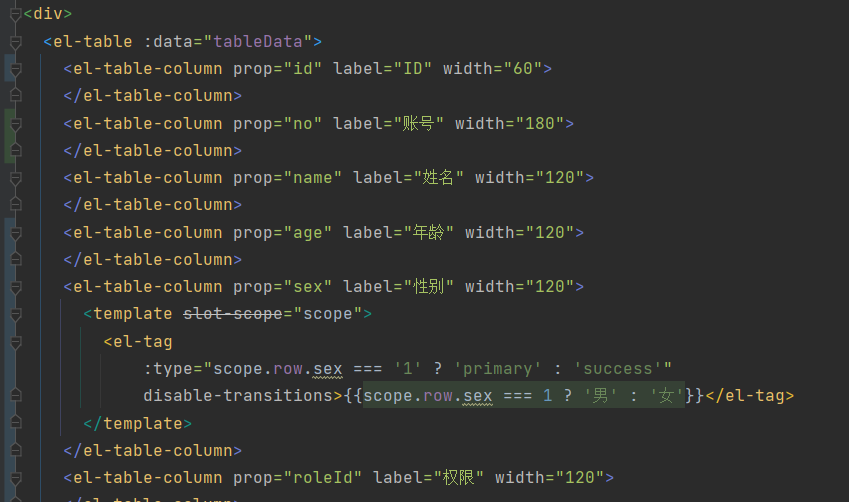 <div>
<el-table :data="tableData">
<el-table-column prop="id" label="ID" width="60">
</el-table-column>
<el-table-column prop="no" label="账号" width="180">
</el-table-column>
<el-table-column prop="name" label="姓名" width="120">
</el-table-column>
<el-table-column prop="age" label="年龄" width="120">
</el-table-column>
<el-table-column prop="sex" label="性别" width="120">
<template slot-scope="scope">
<el-tag
:type="scope.row.sex === '1' ? 'primary' : 'success'"
disable-transitions>{{scope.row.sex === 1 ? '男' : '女'}}</el-tag>
</template>
</el-table-column>
<el-table-column prop="roleId" label="权限" width="120">
</el-table-column>